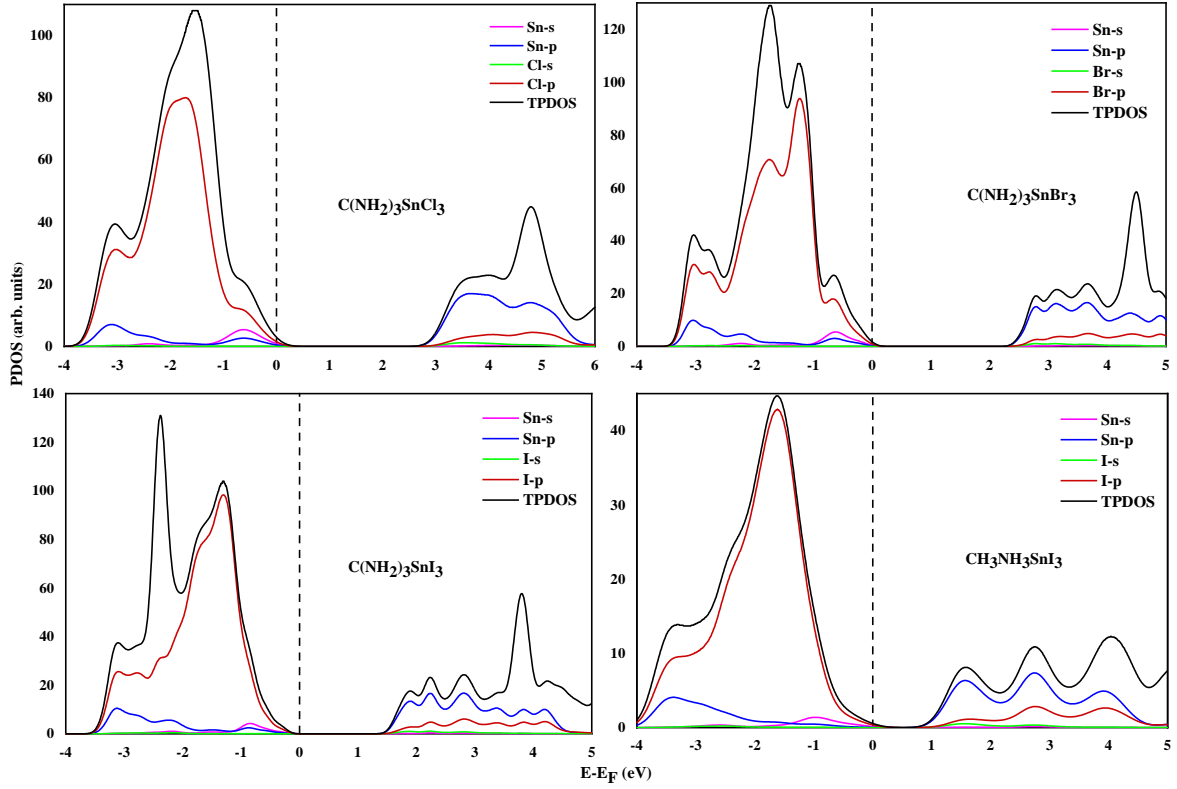 PDOS (arb. units)
100
80
60
40
20
0
-4 -3 -2 -1 0 1 2 3 4 5 6
Sn-s
Sn-p
Cl-s
Cl-p
TPDOS
C(NH2)3SnCl3
120
100
80
60
40
20
0
-4 -3 -2 -1 0 1 2 3 4 5
Sn-s
Sn-p
Br-s
Br-p
TPDOS
C(NH2)3SnBr3
140
120
100
80
60
40
20
0
-4 -3 -2 -1 0 1 2 3 4 5
Sn-s
Sn-p
I-s
I-p
TPDOS
C(NH2)3SnI3
40
30
20
10
0
-4 -3 -2 -1 0 1 2 3 4 5
Sn-s
Sn-p
I-s
I-p
TPDOS
CH3NH3SnI3
E-EF (eV)